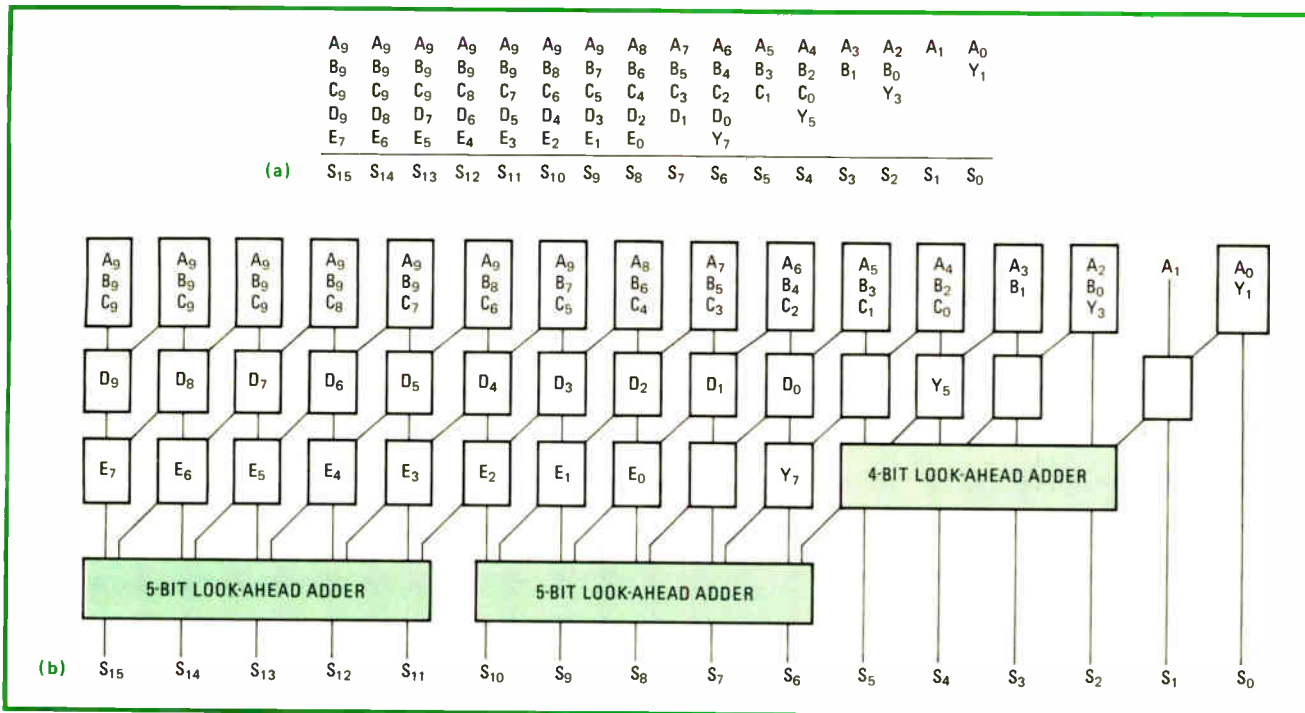 A₉ A₉ A₉ A₉ A₉ A₉ A₉ A₈ A₇ A₆ A₅ A₄ A₃ A₂ A₁ A₀
B₉ B₉ B₉ B₉ B₉ B₈ B₇ B₆ B₅ B₄ B₃ B₂ B₁ B₀ Y₁
C₉ C₉ C₉ C₈ C₇ C₆ C₅ C₄ C₃ C₂ C₁ C₀ Y₃
D₉ D₈ D₇ D₆ D₅ D₄ D₃ D₂ D₁ D₀ Y₅
E₇ E₆ E₅ E₄ E₃ E₂ E₁ E₀ Y₇
(a) S₁₅ S₁₄ S₁₃ S₁₂ S₁₁ S₁₀ S₉ S₈ S₇ S₆ S₅ S₄ S₃ S₂ S₁ S₀
A₉ A₉ A₉ A₉ A₉ A₉ A₉ A₈ A₇ A₆ A₅ A₄ A₃ A₂ A₁ A₀
B₉ B₉ B₉ B₉ B₉ B₈ B₇ B₆ B₅ B₄ B₃ B₂ B₁ B₀ Y₁
C₉ C₉ C₉ C₈ C₇ C₆ C₅ C₄ C₃ C₂ C₁ C₀ Y₃
D₉ D₈ D₇ D₆ D₅ D₄ D₃ D₂ D₁ D₀ Y₅
E₇ E₆ E₅ E₄ E₃ E₂ E₁ E₀ Y₇ 4-BIT LOOK-AHEAD ADDER
5-BIT LOOK-AHEAD ADDER 5-BIT LOOK-AHEAD ADDER
(b) S₁₅ S₁₄ S₁₃ S₁₂ S₁₁ S₁₀ S₉ S₈ S₇ S₆ S₅ S₄ S₃ S₂ S₁ S₀